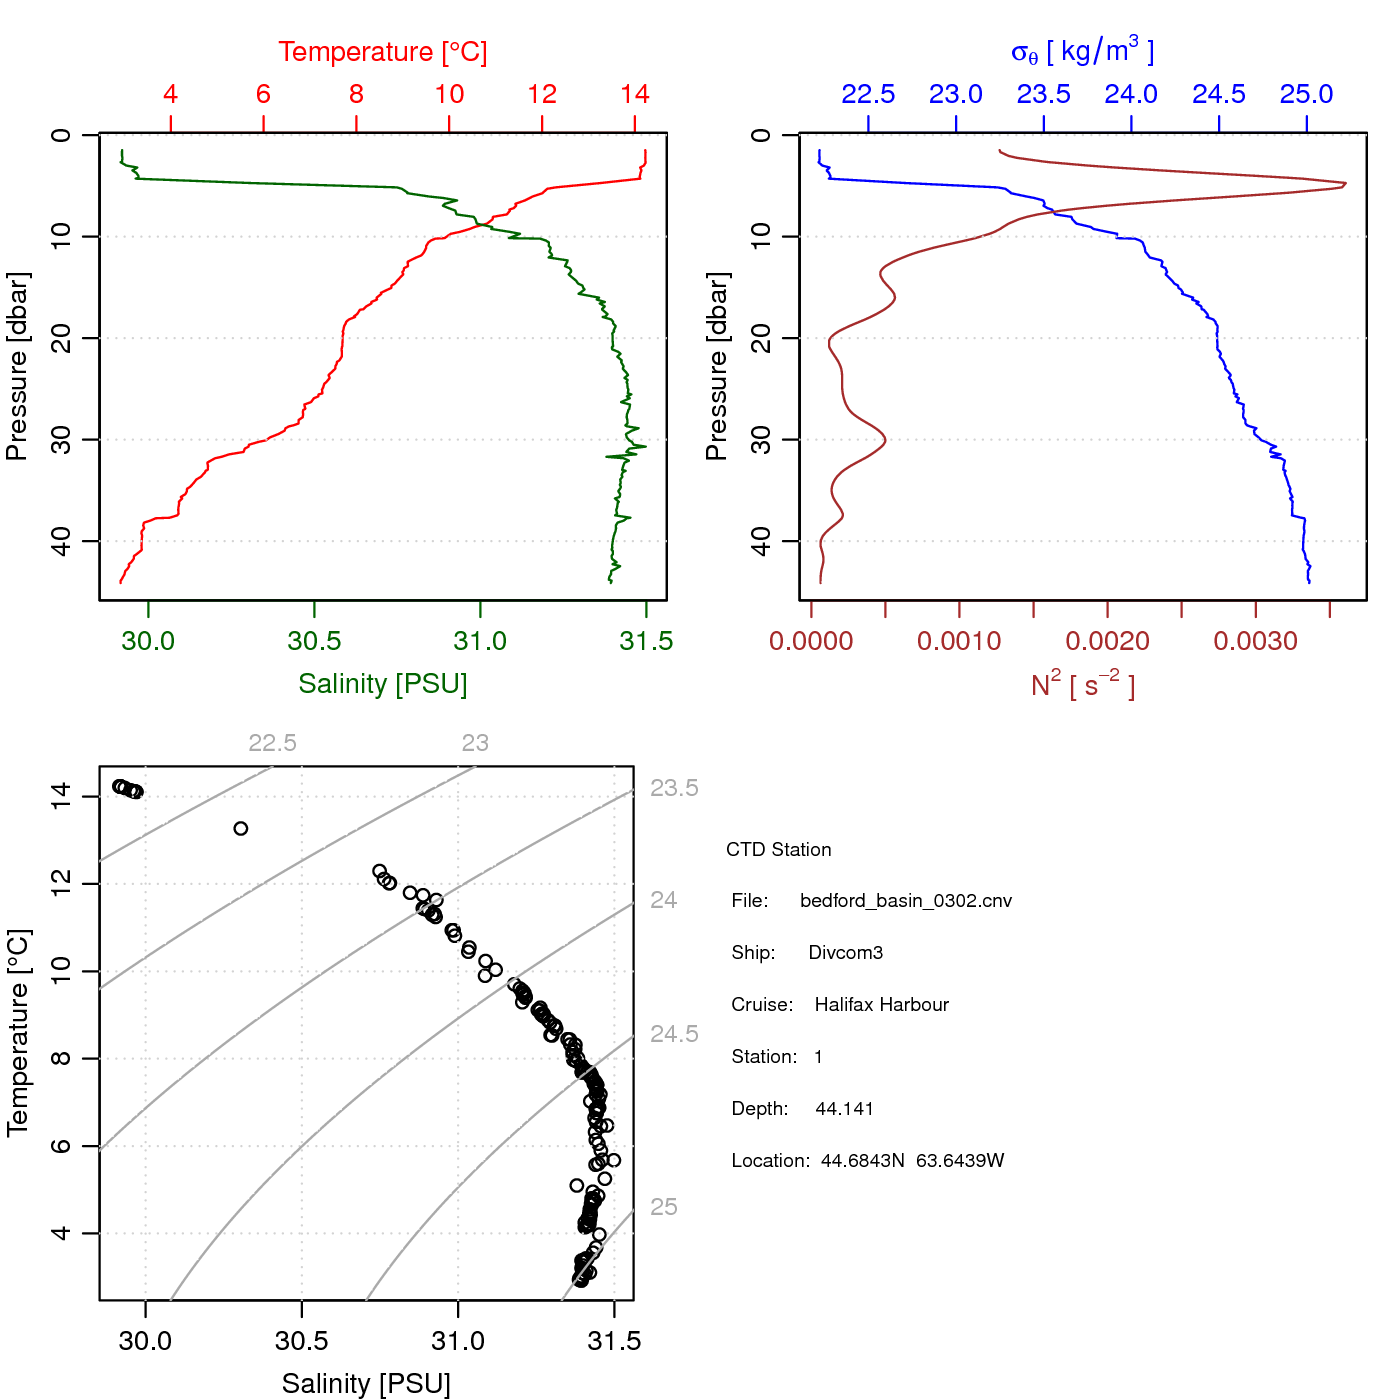 Temperature [°C]
4 6 8 10 12 14
0
10
20
30
40
Pressure [dbar]
30.0 30.5 31.0 31.5
Salinity [PSU]
σθ [ kg/m³ ]
22.5 23.0 23.5 24.0 24.5 25.0
0
10
20
30
40
Pressure [dbar]
0.0000 0.0010 0.0020 0.0030
N² [ s⁻² ]
22.5 23
23.5
24
24.5
25
14
12
10
8
6
4
Temperature [°C]
30.0 30.5 31.0 31.5
Salinity [PSU]
CTD Station
File: bedford_basin_0302.cnv
Ship: Divcom3
Cruise: Halifax Harbour
Station: 1
Depth: 44.141
Location: 44.6843N 63.6439W